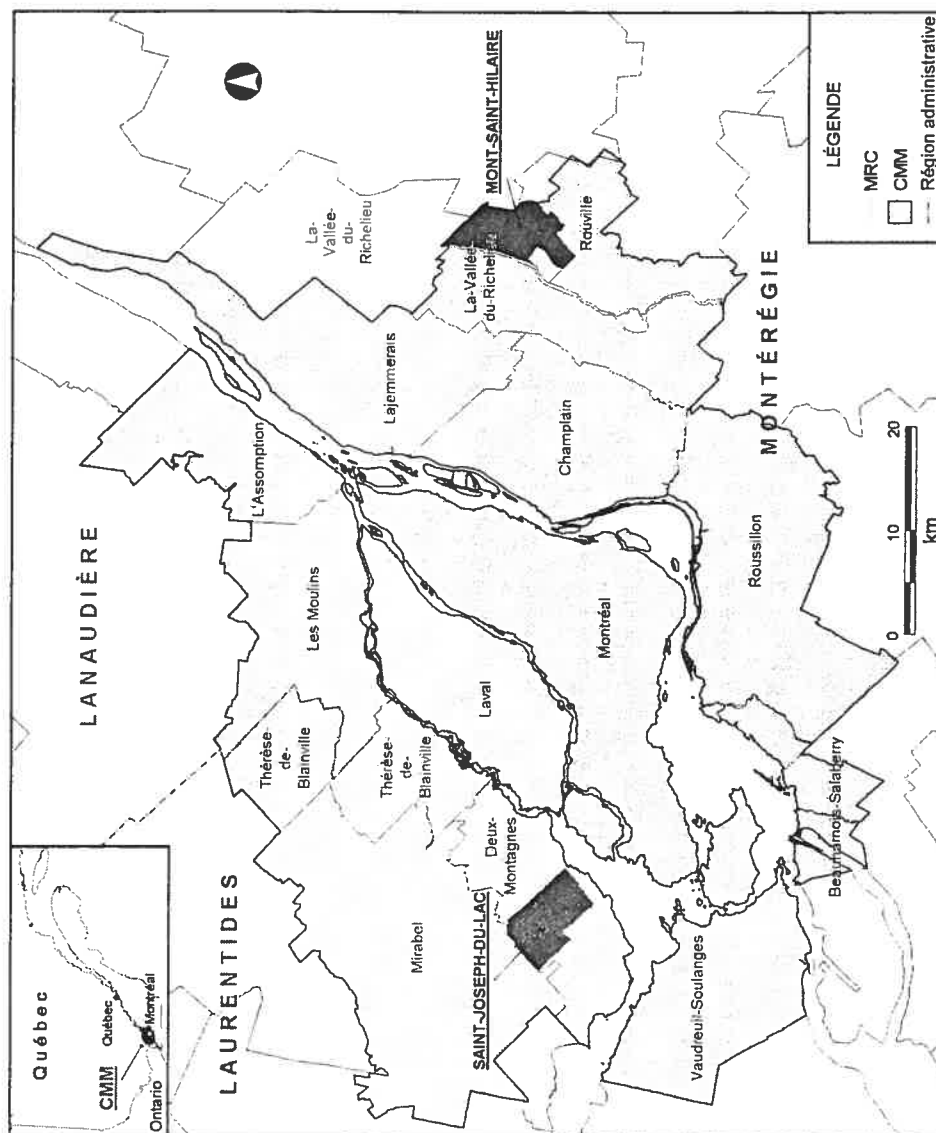 Québec
Québec
CMM
Montréal
Ontario
LANAUDIÈRE
LAURENTIDES
MONTÉRÉGIE
L'Assomption
Les Moulins
Thérèse-
de-
Blainville
Thérèse-
de-
Blainville
Mirabel
Deux-
Montagnes
SAINT-JOSEPH-DU-LAC
Laval
Montréal
Lajemmerais
La-
Vallée-
du-
Richelieu
La-Vallée-
du-Richelieu
MONT-SAINT-HILAIRE
Rouville
Champlain
Roussillon
Vaudreuil-Soulanges
Beauharnois-Salaberry
0 10 20
km
LÉGENDE
MRC
CMM
Région administrative